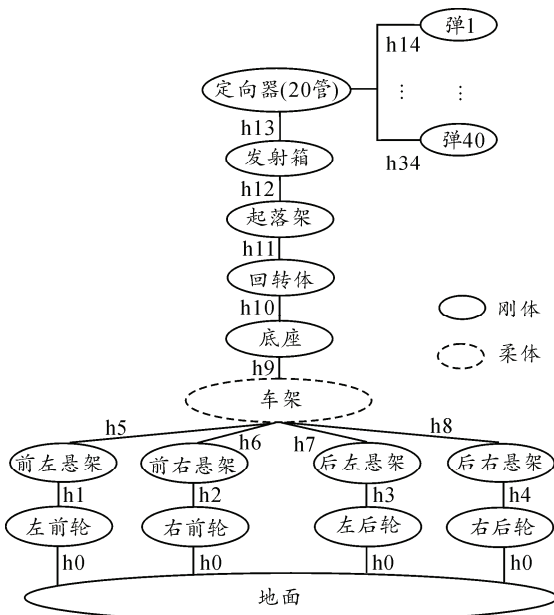 弹1
h14
⋮ ⋮
定向器(20管)
弹40
h13
h34
发射箱
h12
起落架
h11
回转体
h10
刚体
底座
h9
柔体
车架
h5 h6 h7 h8
前左悬架 前右悬架 后左悬架 后右悬架
h1 h2 h3 h4
左前轮 右前轮 左后轮 右后轮
h0 h0 h0 h0
地面